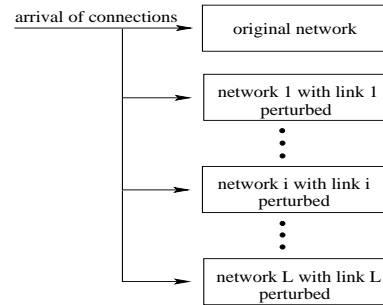 arrival of connections
original network
network 1 with link 1
perturbed
network i with link i
perturbed
network L with link L
perturbed